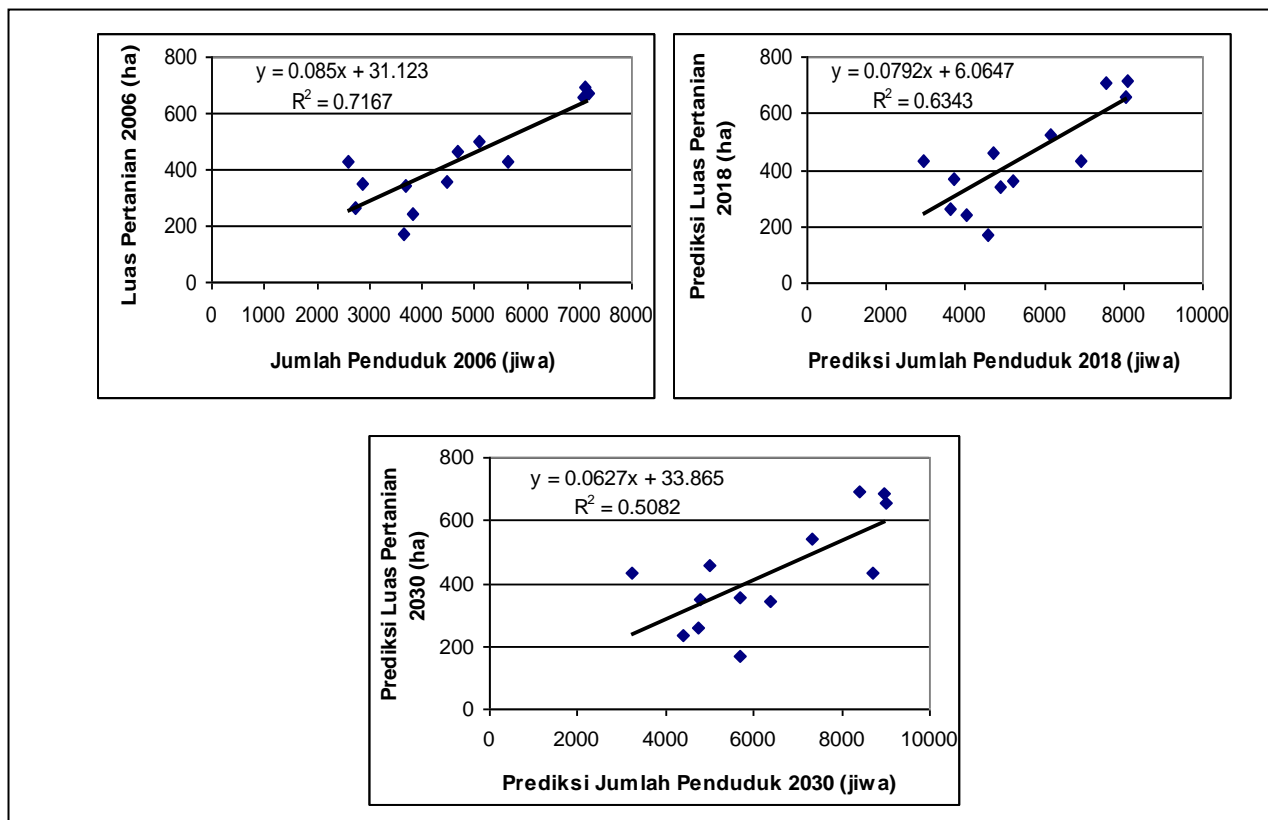 Luas Pertanian 2006 (ha)
800
600
400
200
0
y = 0.085x + 31.123
R² = 0.7167
0 1000 2000 3000 4000 5000 6000 7000 8000
Jumlah Penduduk 2006 (jiwa)
Prediksi Luas Pertanian
2018 (ha)
800
600
400
200
0
y = 0.0792x + 6.0647
R² = 0.6343
0 2000 4000 6000 8000 10000
Prediksi Jumlah Penduduk 2018 (jiwa)
Prediksi Luas Pertanian
2030 (ha)
800
600
400
200
0
y = 0.0627x + 33.865
R² = 0.5082
0 2000 4000 6000 8000 10000
Prediksi Jumlah Penduduk 2030 (jiwa)